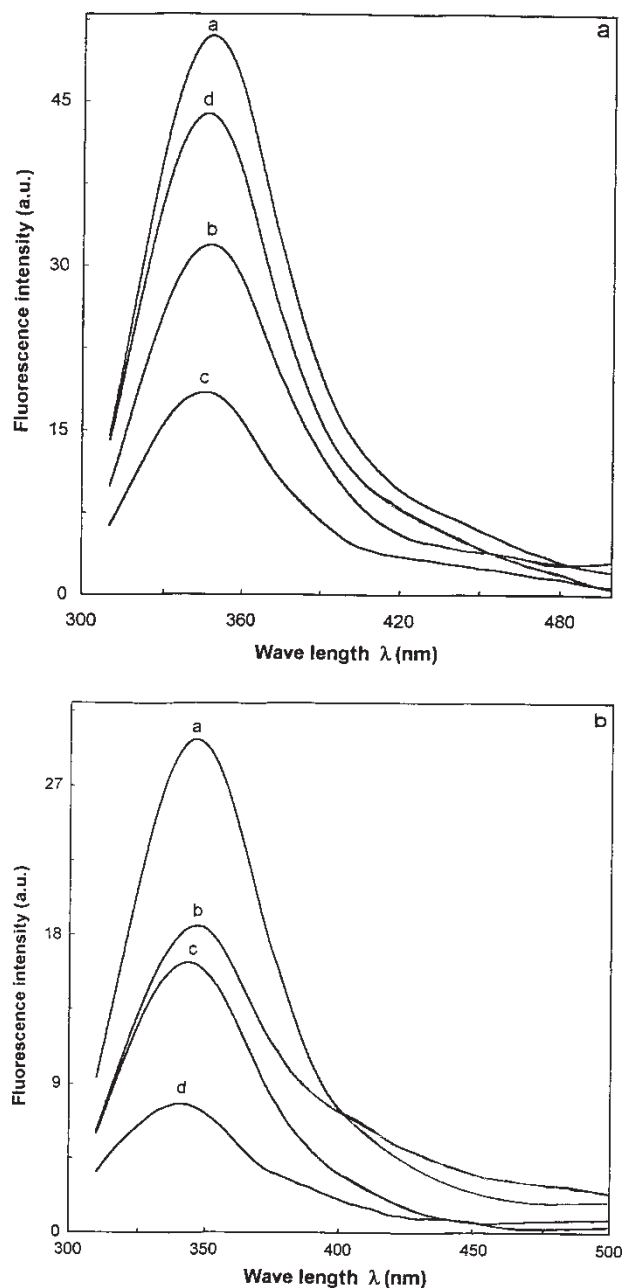 a
a
d
b
c
45
30
15
0
300 360 420 480
Fluorescence intensity (a.u.)
Wave length λ (nm)
b
a
b
c
d
27
18
9
0
300 350 400 450 500
Fluorescence intensity (a.u.)
Wave length λ (nm)